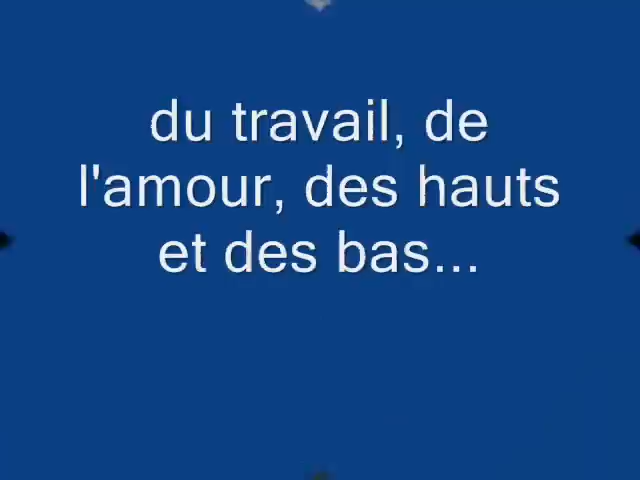 du travail, de
l'amour, des hauts
et des bas...